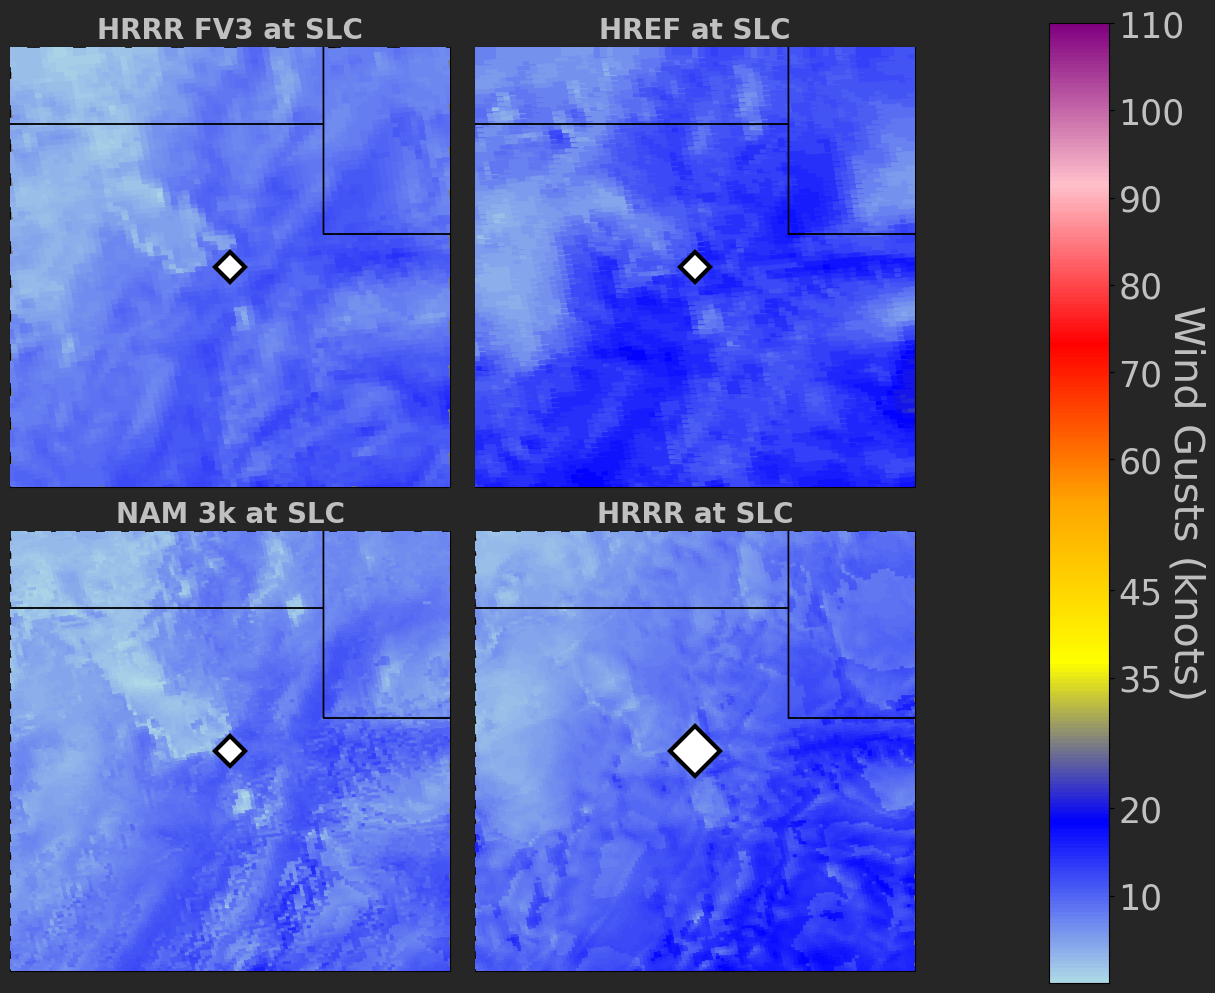 HRRR FV3 at SLC
HREF at SLC
NAM 3k at SLC
HRRR at SLC
110
100
90
80
70
60
45
35
20
10
Wind Gusts (knots)